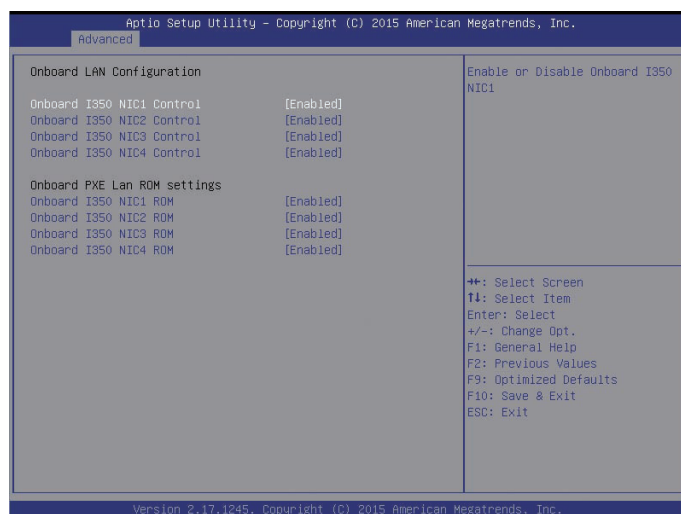 Aptio Setup Utility – Copyright (C) 2015 American Megatrends, Inc.
Advanced
Onboard LAN Configuration
Onboard I350 NIC1 Control [Enabled]
Onboard I350 NIC2 Control [Enabled]
Onboard I350 NIC3 Control [Enabled]
Onboard I350 NIC4 Control [Enabled]
Onboard PXE Lan ROM settings
Onboard I350 NIC1 ROM [Enabled]
Onboard I350 NIC2 ROM [Enabled]
Onboard I350 NIC3 ROM [Enabled]
Onboard I350 NIC4 ROM [Enabled]
Enable or Disable Onboard I350
NIC1
→←: Select Screen
↑↓: Select Item
Enter: Select
+/-: Change Opt.
F1: General Help
F2: Previous Values
F9: Optimized Defaults
F10: Save & Exit
ESC: Exit
Version 2.17.1245. Copyright (C) 2015 American Megatrends, Inc.